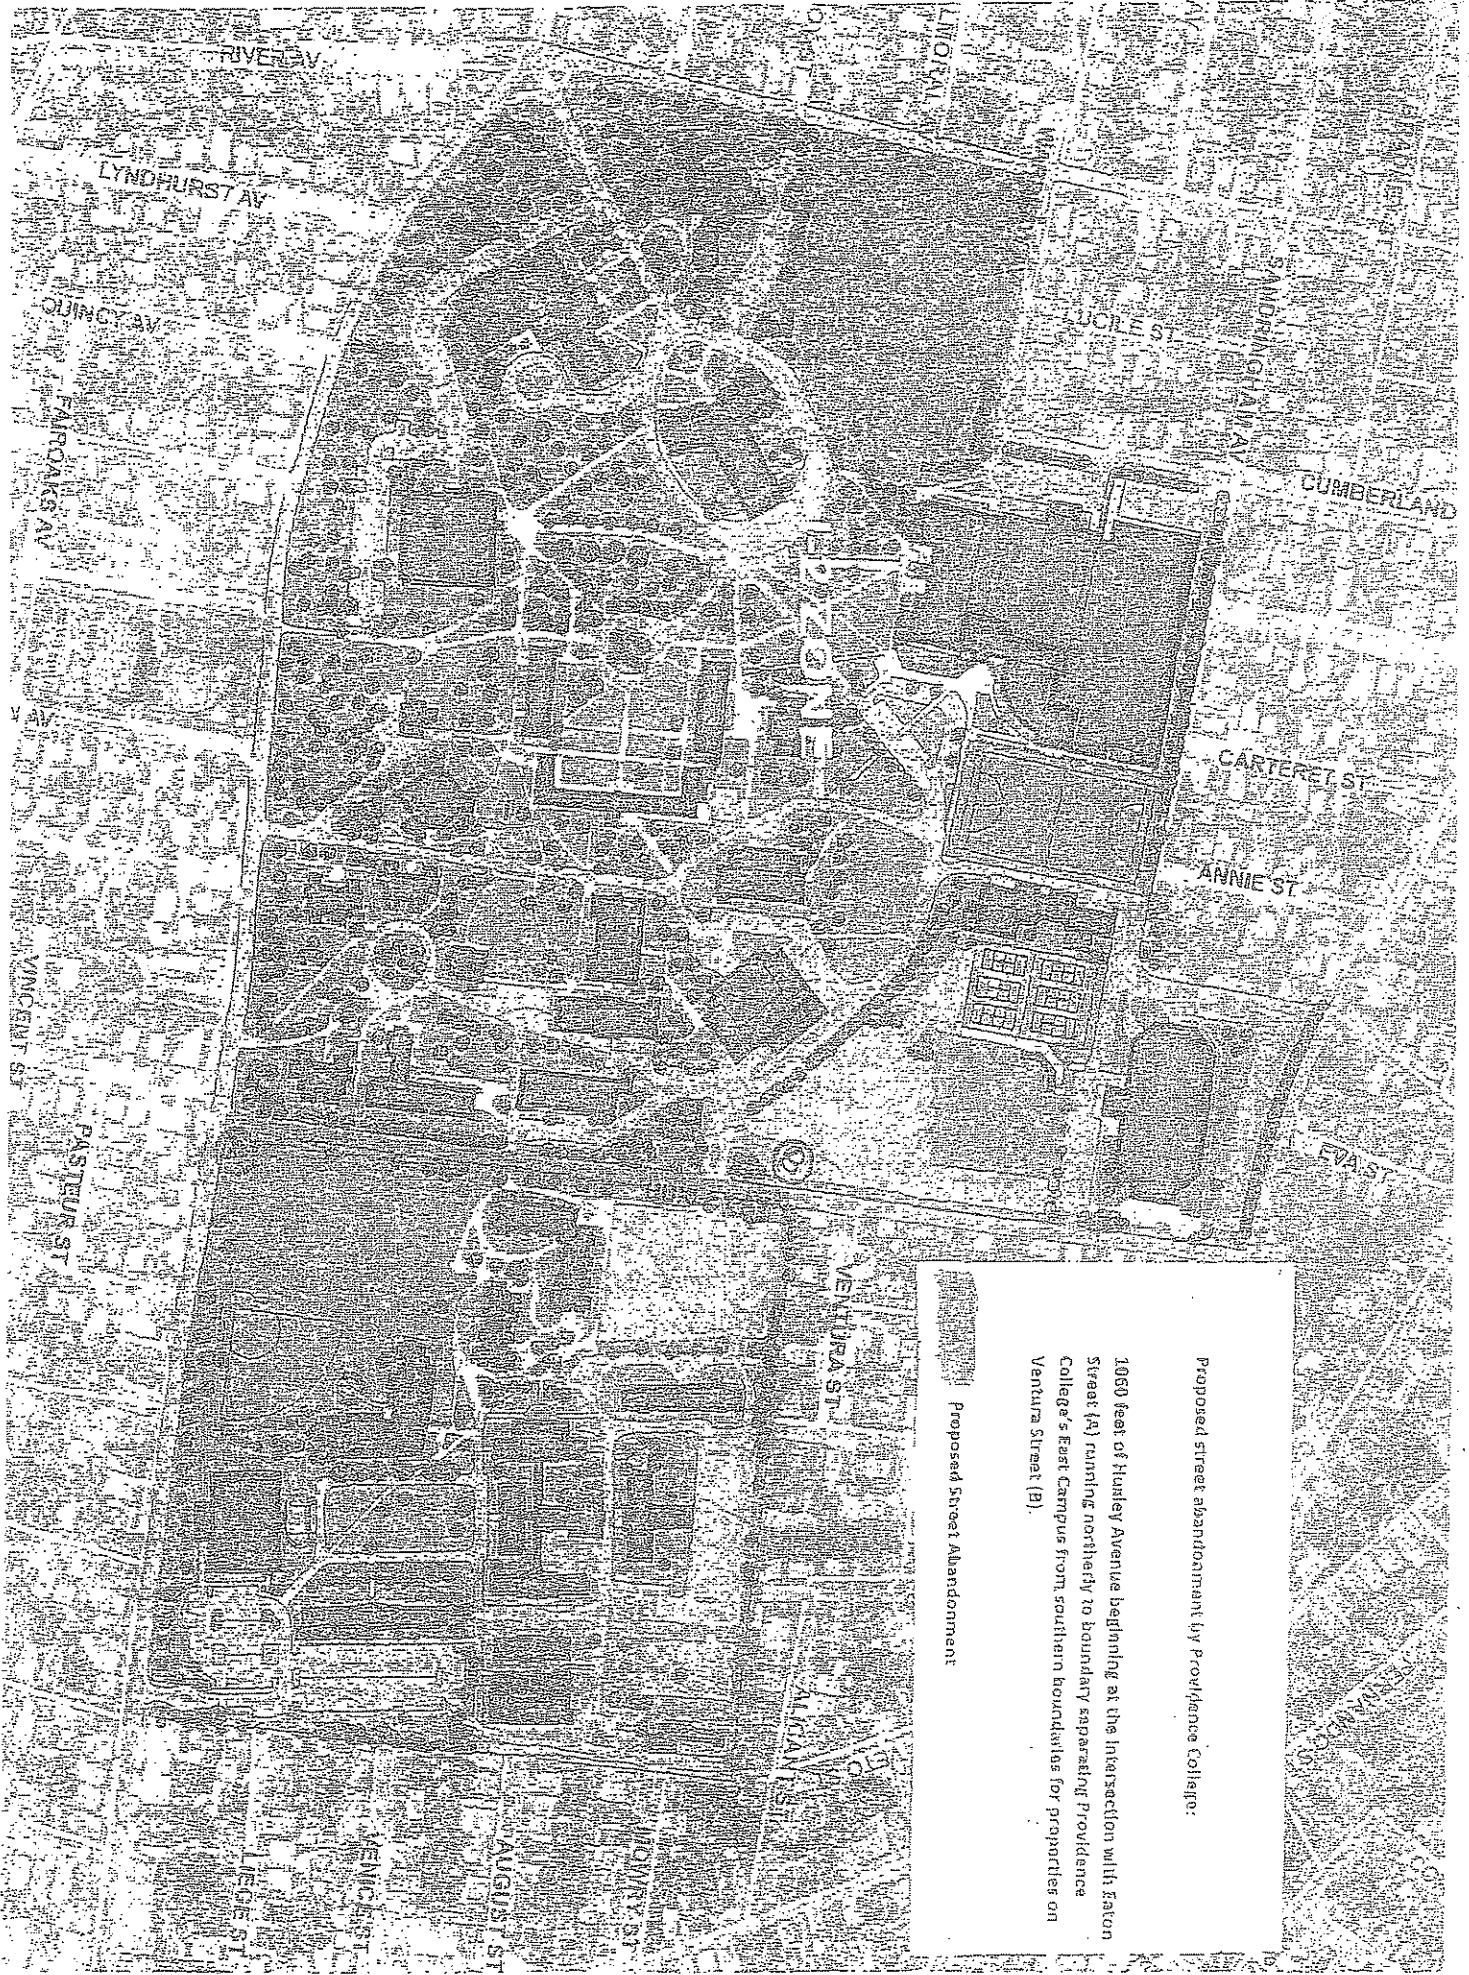 RIVER AV
LYNDHURST AV
QUINCY AV
FAIROAKS AV
V AV
VINCENT ST
PASTEUR ST
LUCILE ST
SANDRINGHAM AV
CUMBERLAND
CARTERET ST
ANNIE ST
EVA ST
IP ZONE
VENTURA ST
LIEGE ST
VENICE ST
AUGUST ST
Proposed street abandonment by Providence College:
1060 feet of Huxley Avenue beginning at the intersection with Eaton
Street (A) running northerly to boundary separating Providence
College's East Campus from southern boundaries for properties on
Ventura Street (B).
Proposed Street Abandonment